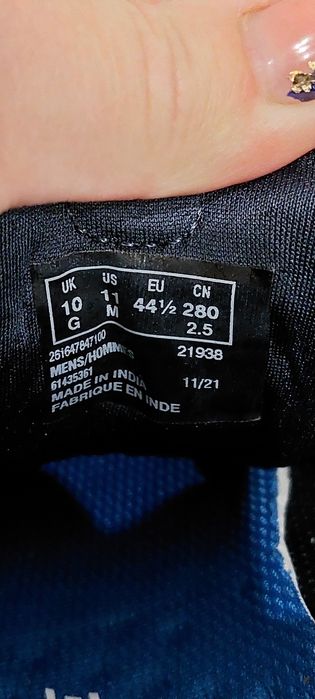 UK US EU CN
10 11 44½ 280
G M 2.5
261647847100
MENS/HOMMES 21938
61435361
MADE IN INDIA 11/21
FABRIQUE EN INDE